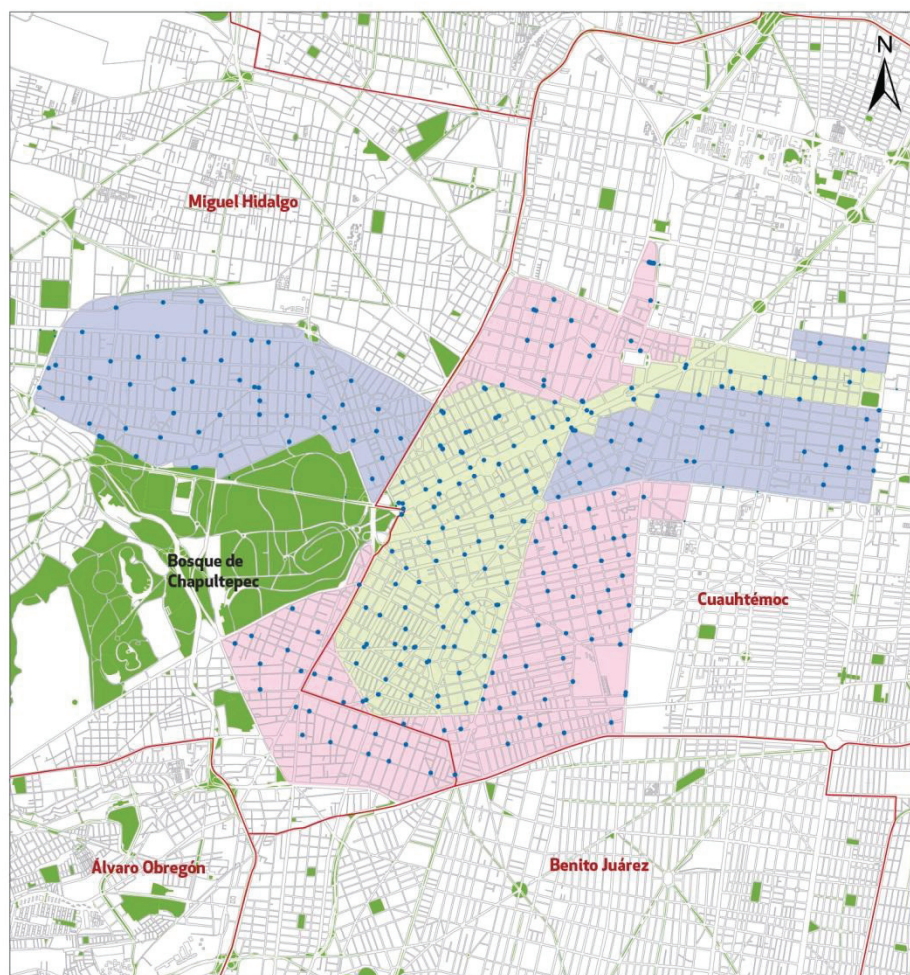 N
Miguel Hidalgo
Bosque de
Chapultepec
Cuauhtémoc
Álvaro Obregón
Benito Juárez